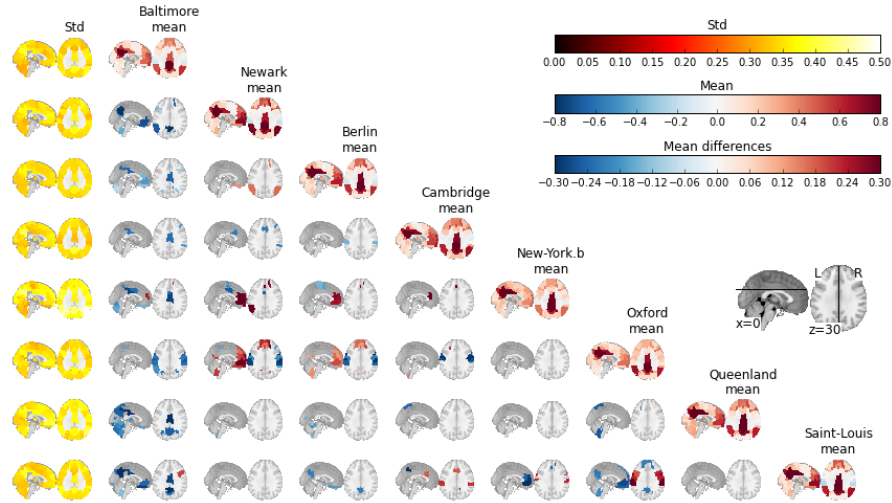 Std
Baltimore
mean
Newark
mean
Berlin
mean
Cambridge
mean
New-York.b
mean
Oxford
mean
Queenland
mean
Saint-Louis
mean
Std
0.00 0.05 0.10 0.15 0.20 0.25 0.30 0.35 0.40 0.45 0.50
Mean
−0.8 −0.6 −0.4 −0.2 0.0 0.2 0.4 0.6 0.8
Mean differences
−0.30 −0.24 −0.18 −0.12 −0.06 0.00 0.06 0.12 0.18 0.24 0.30
L R
x=0 z=30